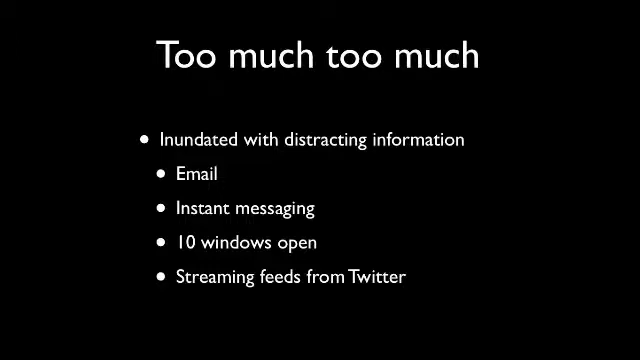 Too much too much
• Inundated with distracting information
• Email
• Instant messaging
• 10 windows open
• Streaming feeds from Twitter